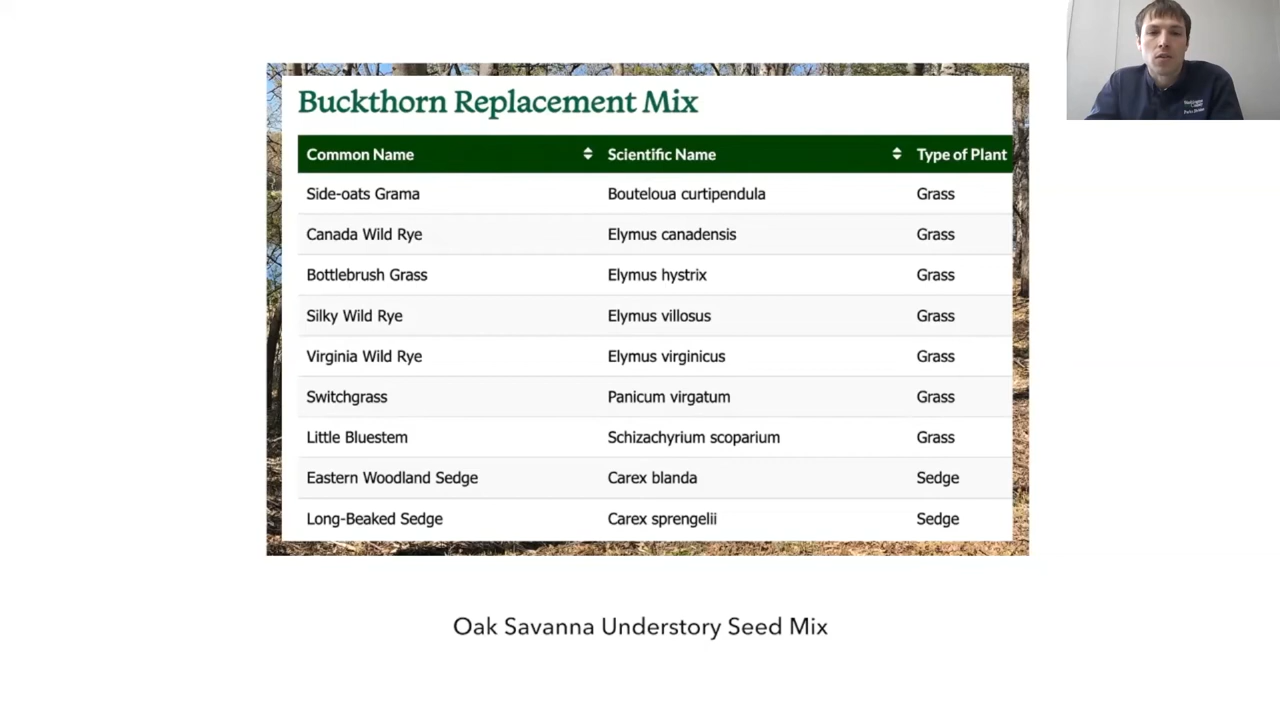 Buckthorn Replacement Mix
Common Name Scientific Name Type of Plant
Side-oats Grama Bouteloua curtipendula Grass
Canada Wild Rye Elymus canadensis Grass
Bottlebrush Grass Elymus hystrix Grass
Silky Wild Rye Elymus villosus Grass
Virginia Wild Rye Elymus virginicus Grass
Switchgrass Panicum virgatum Grass
Little Bluestem Schizachyrium scoparium Grass
Eastern Woodland Sedge Carex blanda Sedge
Long-Beaked Sedge Carex sprengelii Sedge
Oak Savanna Understory Seed Mix